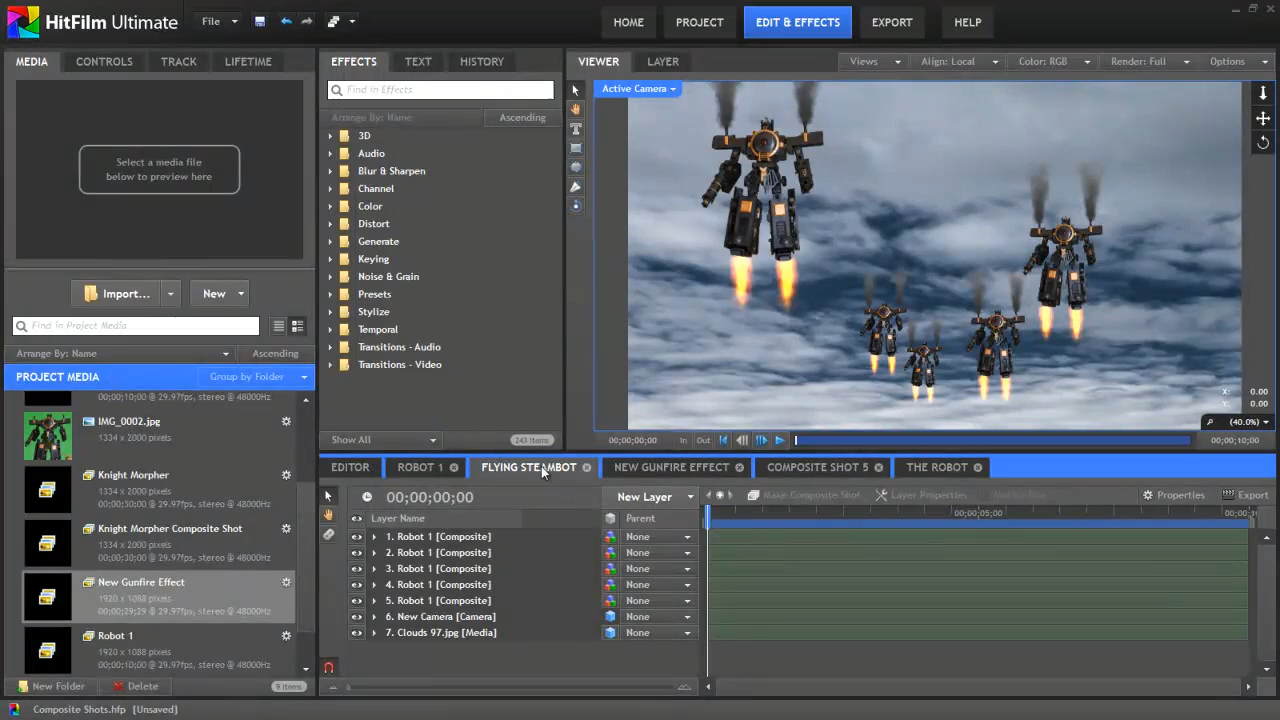 HitFilm Ultimate
File
HOME
PROJECT
EDIT & EFFECTS
EXPORT
HELP
MEDIA
CONTROLS
TRACK
LIFETIME
EFFECTS
TEXT
HISTORY
VIEWER
LAYER
Views
Align: Local
Color: RGB
Render: Full
Options
Select a media file
below to preview here
Import...
New
Find in Project Media
Arrange By: Name
Ascending
PROJECT MEDIA
Group by Folder
00;00;10;00 @ 29.97fps, stereo @ 48000Hz
IMG_0002.jpg
1334 x 2000 pixels
Knight Morpher
1334 x 2000 pixels
00;00;30;00 @ 29.97fps, stereo @ 48000Hz
Knight Morpher Composite Shot
1334 x 2000 pixels
00;00;30;00 @ 29.97fps, stereo @ 48000Hz
New Gunfire Effect
1920 x 1088 pixels
00;00;29;29 @ 29.97fps, stereo @ 48000Hz
Robot 1
1920 x 1088 pixels
00;00;10;00 @ 29.97fps, stereo @ 48000Hz
New Folder
Delete
9 Items
Find in Effects
Arrange By: Name
Ascending
3D
Audio
Blur & Sharpen
Channel
Color
Distort
Generate
Keying
Noise & Grain
Presets
Stylize
Temporal
Transitions - Audio
Transitions - Video
Show All
243 Items
Active Camera
X: 0.00
Y: 0.00
(40.0%)
00;00;00;00
In
Out
00;00;10;00
EDITOR
ROBOT 1
FLYING STEAMBOT
NEW GUNFIRE EFFECT
COMPOSITE SHOT 5
THE ROBOT
00;00;00;00
New Layer
Make Composite Shot
Layer Properties
Motion Blur
Properties
Export
Layer Name
Parent
00;00;05;00
1. Robot 1 [Composite]
None
2. Robot 1 [Composite]
None
3. Robot 1 [Composite]
None
4. Robot 1 [Composite]
None
5. Robot 1 [Composite]
None
6. New Camera [Camera]
None
7. Clouds 97.jpg [Media]
None
Composite Shots.hfp [Unsaved]